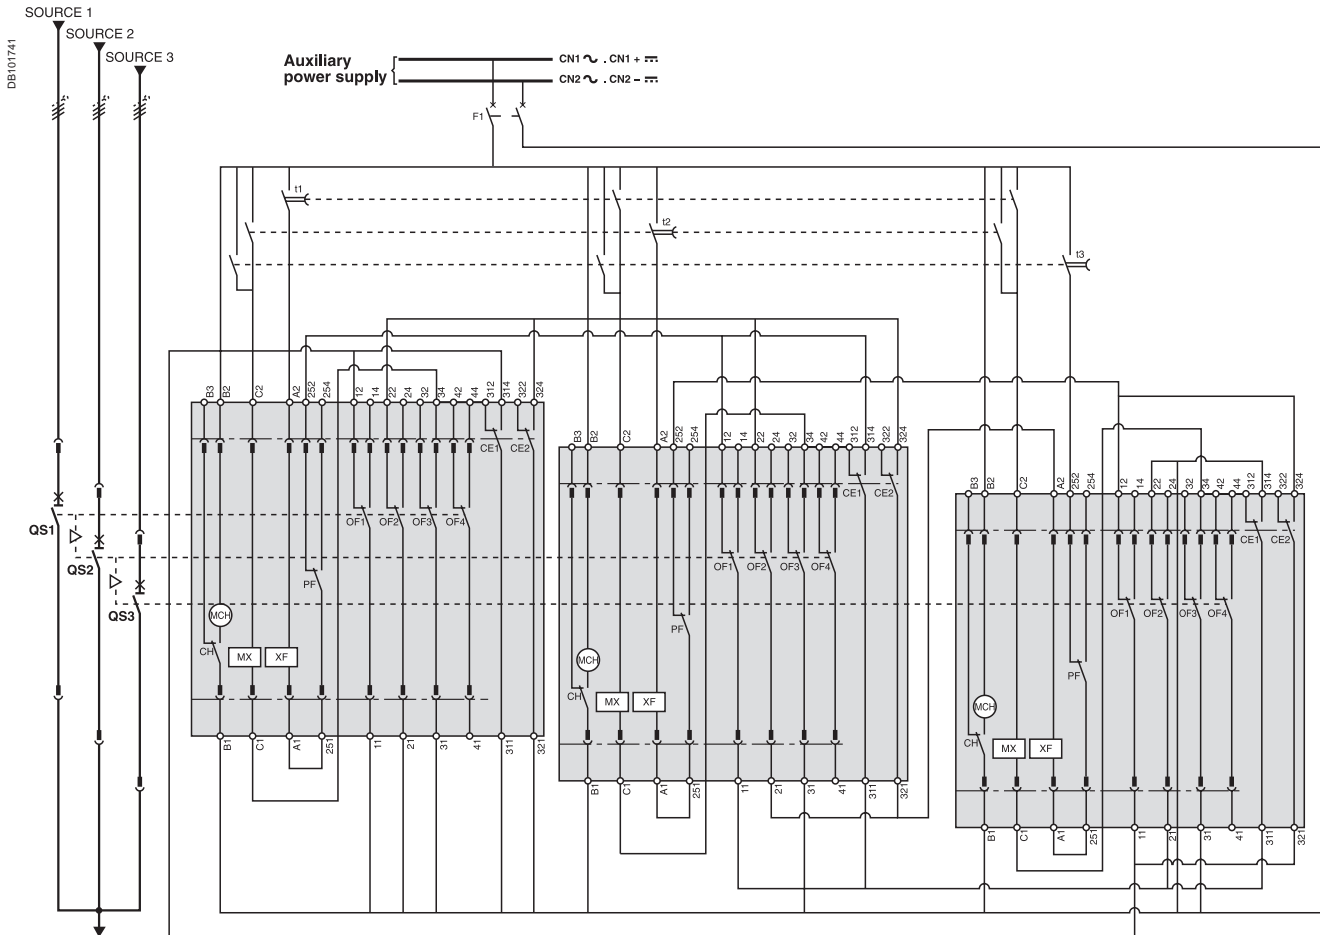 SOURCE 1
SOURCE 2
SOURCE 3
DB101741
Auxiliary
power supply
CN1 ~ . CN1 +
CN2 ~ . CN2 –
F1
t1
t2
t3
B3 B2 C2 A2 252 254 12 14 22 24 32 34 42 44 312 314 322 324
CE1 CE2
OF1 OF2 OF3 OF4
PF
MCH
CH MX XF
B1 C1 A1 251 11 21 31 41 311 321
B3 B2 C2 A2 252 254 12 14 22 24 32 34 42 44 312 314 322 324
CE1 CE2
OF1 OF2 OF3 OF4
PF
MCH
CH MX XF
B1 C1 A1 251 11 21 31 41 311 321
B3 B2 C2 A2 252 254 12 14 22 24 32 34 42 44 312 314 322 324
CE1 CE2
OF1 OF2 OF3 OF4
PF
MCH
CH MX XF
B1 C1 A1 251 11 21 31 41 311 321
QS1
QS2
QS3